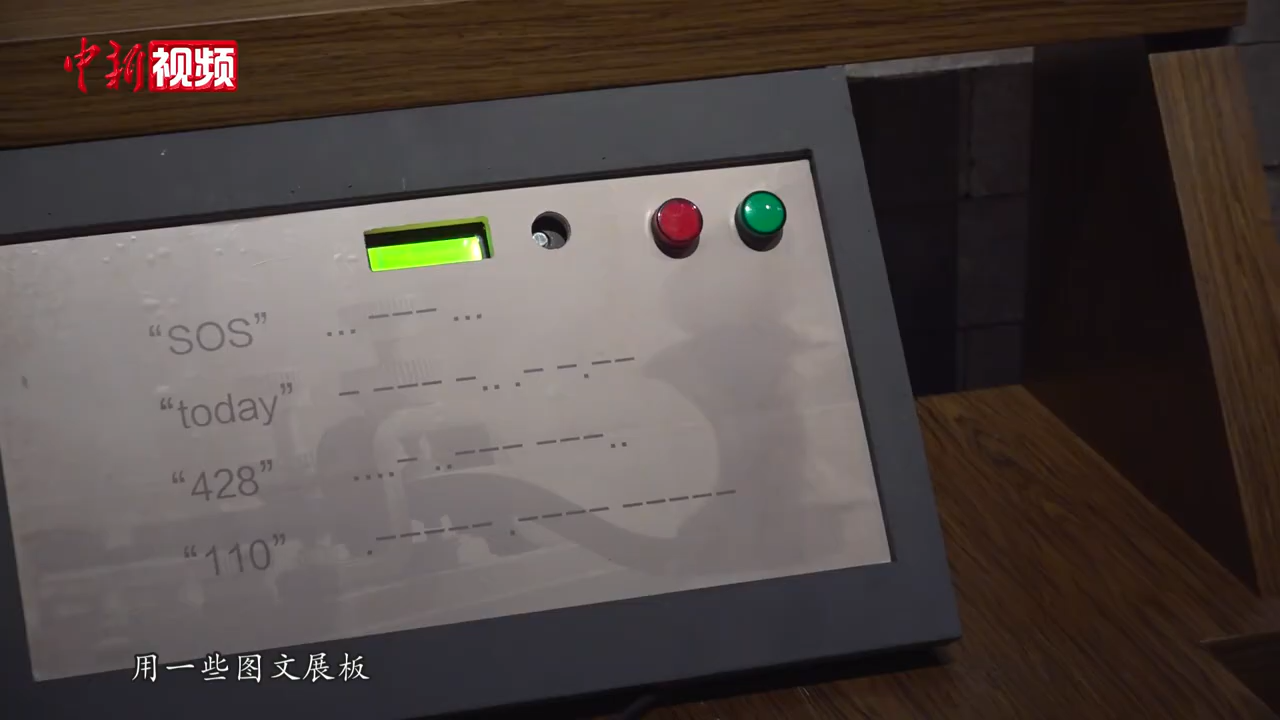 中新视频
“SOS” ... --- ...
“today” - --- -.. .- -.--
“428” ....- ..--- ---..
“110” .---- .---- -----
用一些图文展板